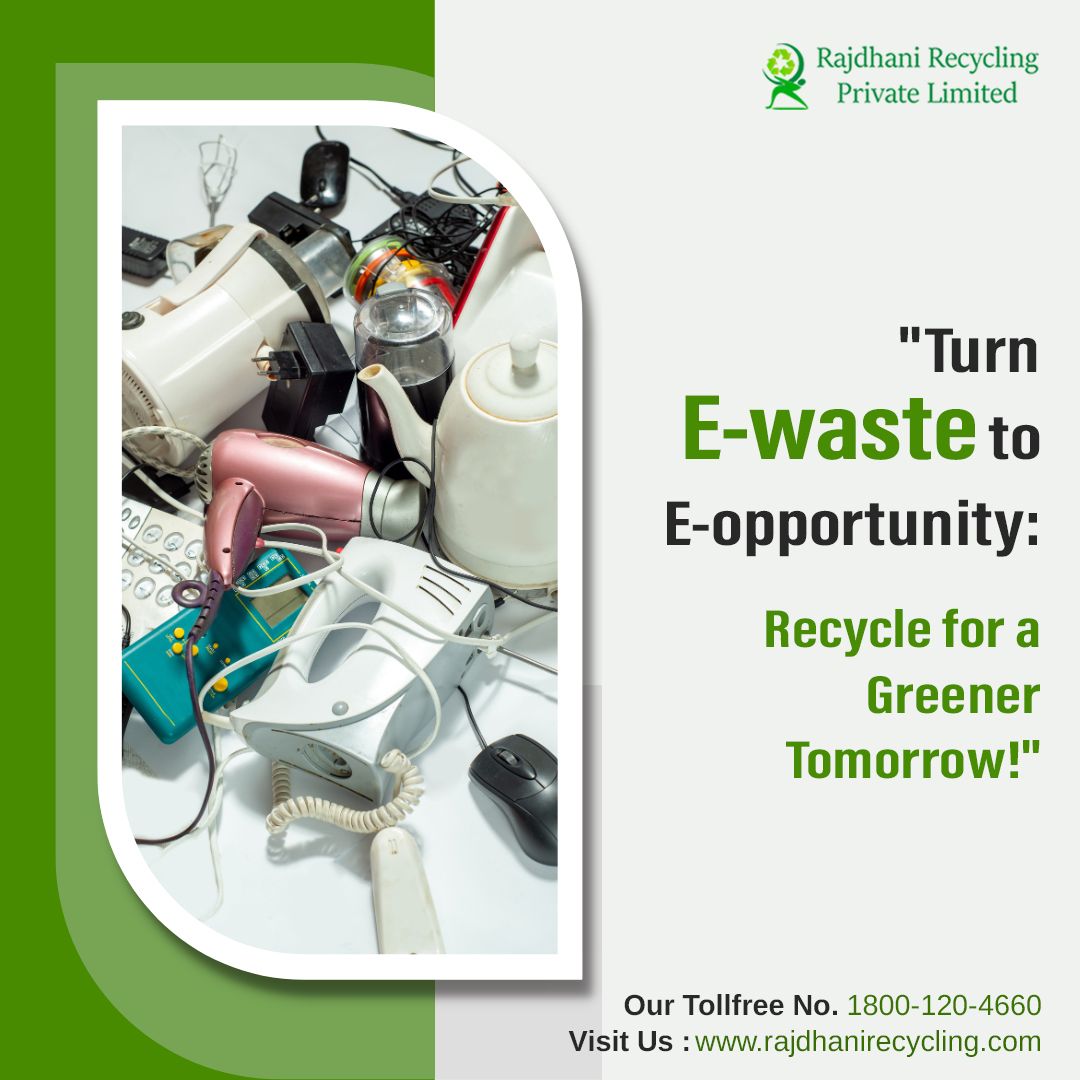 Rajdhani Recycling
Private Limited
"Turn
E-waste to
E-opportunity:
Recycle for a
Greener
Tomorrow!"
Our Tollfree No. 1800-120-4660
Visit Us : www.rajdhanirecycling.com